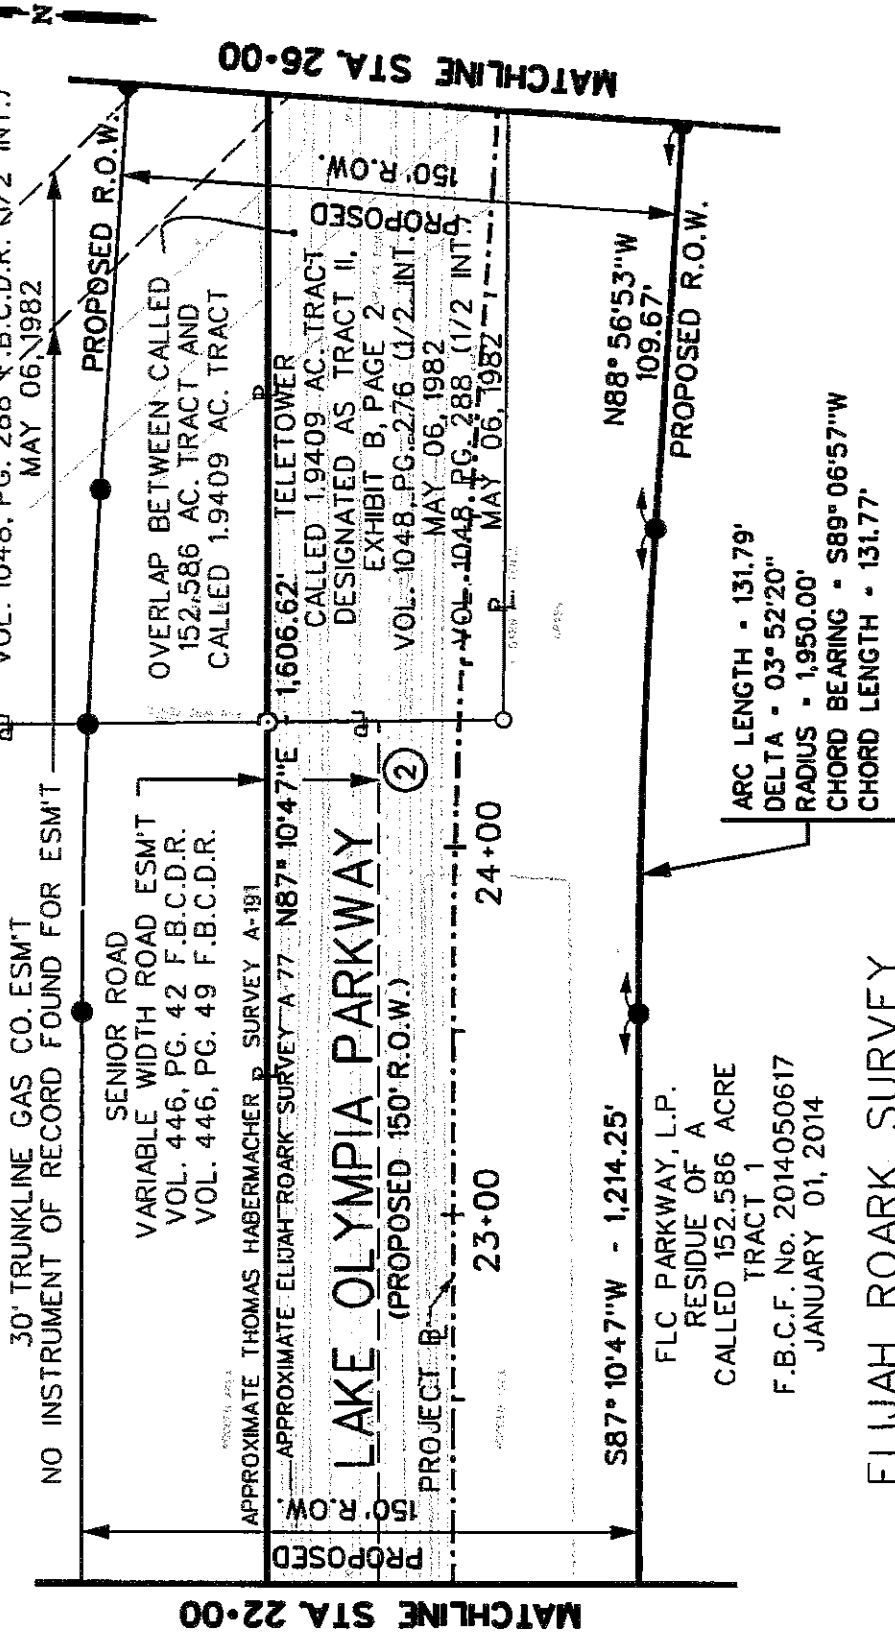 N
MATCHLINE STA. 26+00
MAY 06, 1982
PROPOSED R.O.W.
30' TRUNKLINE GAS CO. ESM'T
NO INSTRUMENT OF RECORD FOUND FOR ESM'T
SENIOR ROAD
VARIABLE WIDTH ROAD ESM'T
VOL. 446, PG. 42 F.B.C.D.R.
VOL. 446, PG. 49 F.B.C.D.R.
OVERLAP BETWEEN CALLED
152.586 AC. TRACT AND
CALLED 1.9409 AC. TRACT
PROPOSED
150' R.O.W.
APPROXIMATE THOMAS HABERMACHER SURVEY A-191
APPROXIMATE ELIJAH ROARK SURVEY A-77
N87°10'47"E - 1,606.62'
TELETOWER
CALLED 1.9409 AC. TRACT
DESIGNATED AS TRACT II,
EXHIBIT B, PAGE 2
VOL. 1048, PG. 276 (1/2 INT.)
MAY 06, 1982
VOL. 1048, PG. 288 (1/2 INT.)
MAY 06, 1982
LAKE OLYMPIA PARKWAY
(PROPOSED 150' R.O.W.)
2
PROJECT
23+00
24+00
PROPOSED
150' R.O.W.
MATCHLINE STA. 22+00
S87°10'47"W - 1,214.25'
N88°56'53"W
109.67'
PROPOSED R.O.W.
FLC PARKWAY, L.P.
RESIDUE OF A
CALLED 152.586 ACRE
TRACT 1
F.B.C.F. No. 2014050617
JANUARY 01, 2014
ARC LENGTH = 131.79'
DELTA = 03°52'20"
RADIUS = 1,950.00'
CHORD BEARING = S89°06'57"W
CHORD LENGTH = 131.77'
ELIJAH ROARK SURVEY